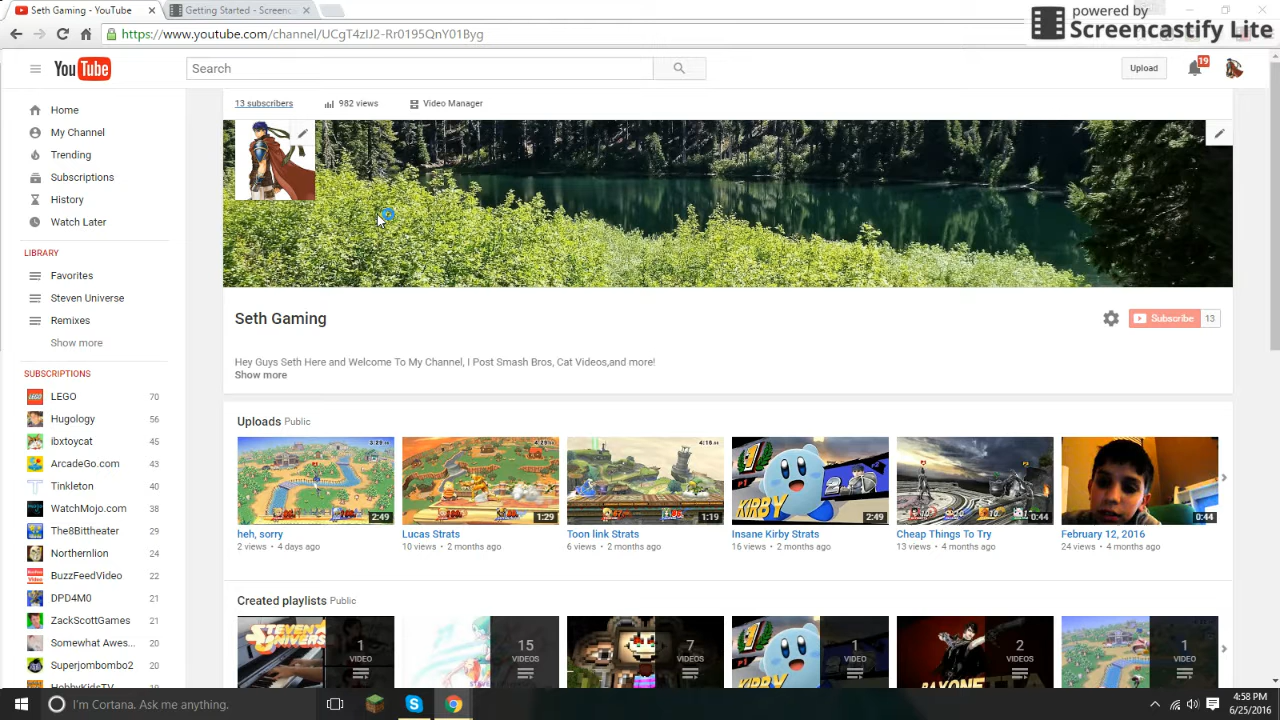 Seth Gaming - YouTube
Getting Started - Screenc
powered by
Screencastify Lite
https://www.youtube.com/channel/
YouTube
Search
Upload
19
Home
My Channel
Trending
Subscriptions
History
Watch Later
LIBRARY
Favorites
Steven Universe
Remixes
Show more
SUBSCRIPTIONS
LEGO 70
Hugology 56
ibxtoycat 45
ArcadeGo.com 43
Tinkleton 40
WatchMojo.com 38
The8Bittheater 27
Northernlion 24
BuzzFeedVideo 22
DPD4M0 21
ZackScottGames 21
Somewhat Awes... 20
Superjombombo2 20
HobbyKidsTV 19
13 subscribers 982 views Video Manager
Seth Gaming
Subscribe 13
Hey Guys Seth Here and Welcome To My Channel, I Post Smash Bros, Cat Videos,and more!
Show more
Uploads Public
2:49 1:29 1:19 2:49 0:44 0:44
KIRBY
heh, sorry
2 views • 4 days ago
Lucas Strats
10 views • 2 months ago
Toon link Strats
6 views • 2 months ago
Insane Kirby Strats
16 views • 2 months ago
Cheap Things To Try
13 views • 4 months ago
February 12, 2016
24 views • 4 months ago
Created playlists Public
1
VIDEO
15
VIDEOS
7
VIDEOS
KIRBY
1
VIDEO
2
VIDEOS
1
VIDEO
I'm Cortana. Ask me anything.
4:58 PM
6/25/2016